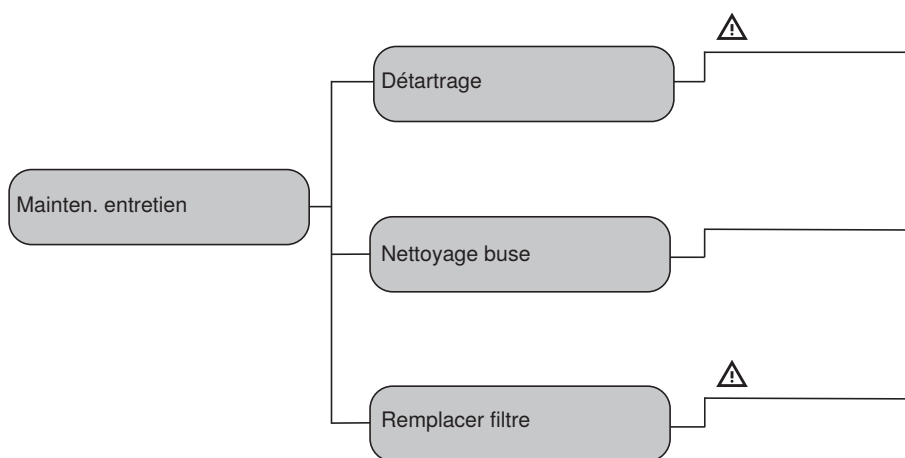 Détartrage
Mainten. entretien
Nettoyage buse
Remplacer filtre